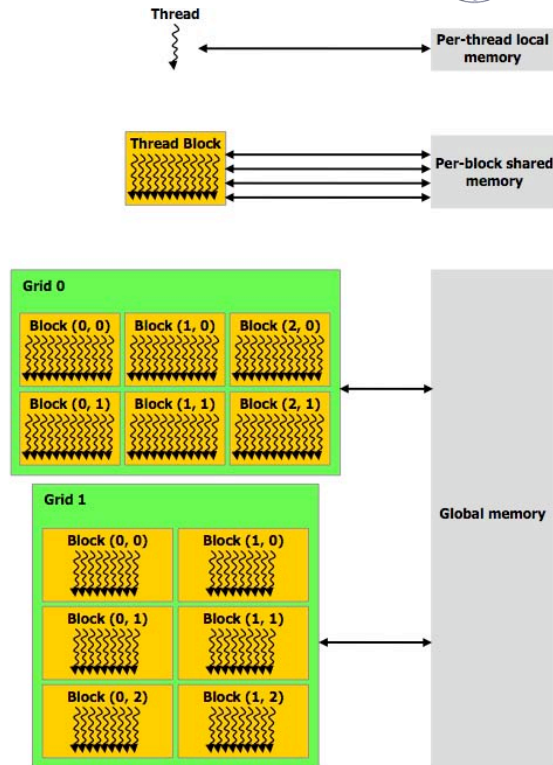 Thread
Per-thread local
memory
Thread Block
Per-block shared
memory
Grid 0
Block (0, 0) Block (1, 0) Block (2, 0)
Block (0, 1) Block (1, 1) Block (2, 1)
Grid 1
Block (0, 0) Block (1, 0)
Global memory
Block (0, 1) Block (1, 1)
Block (0, 2) Block (1, 2)